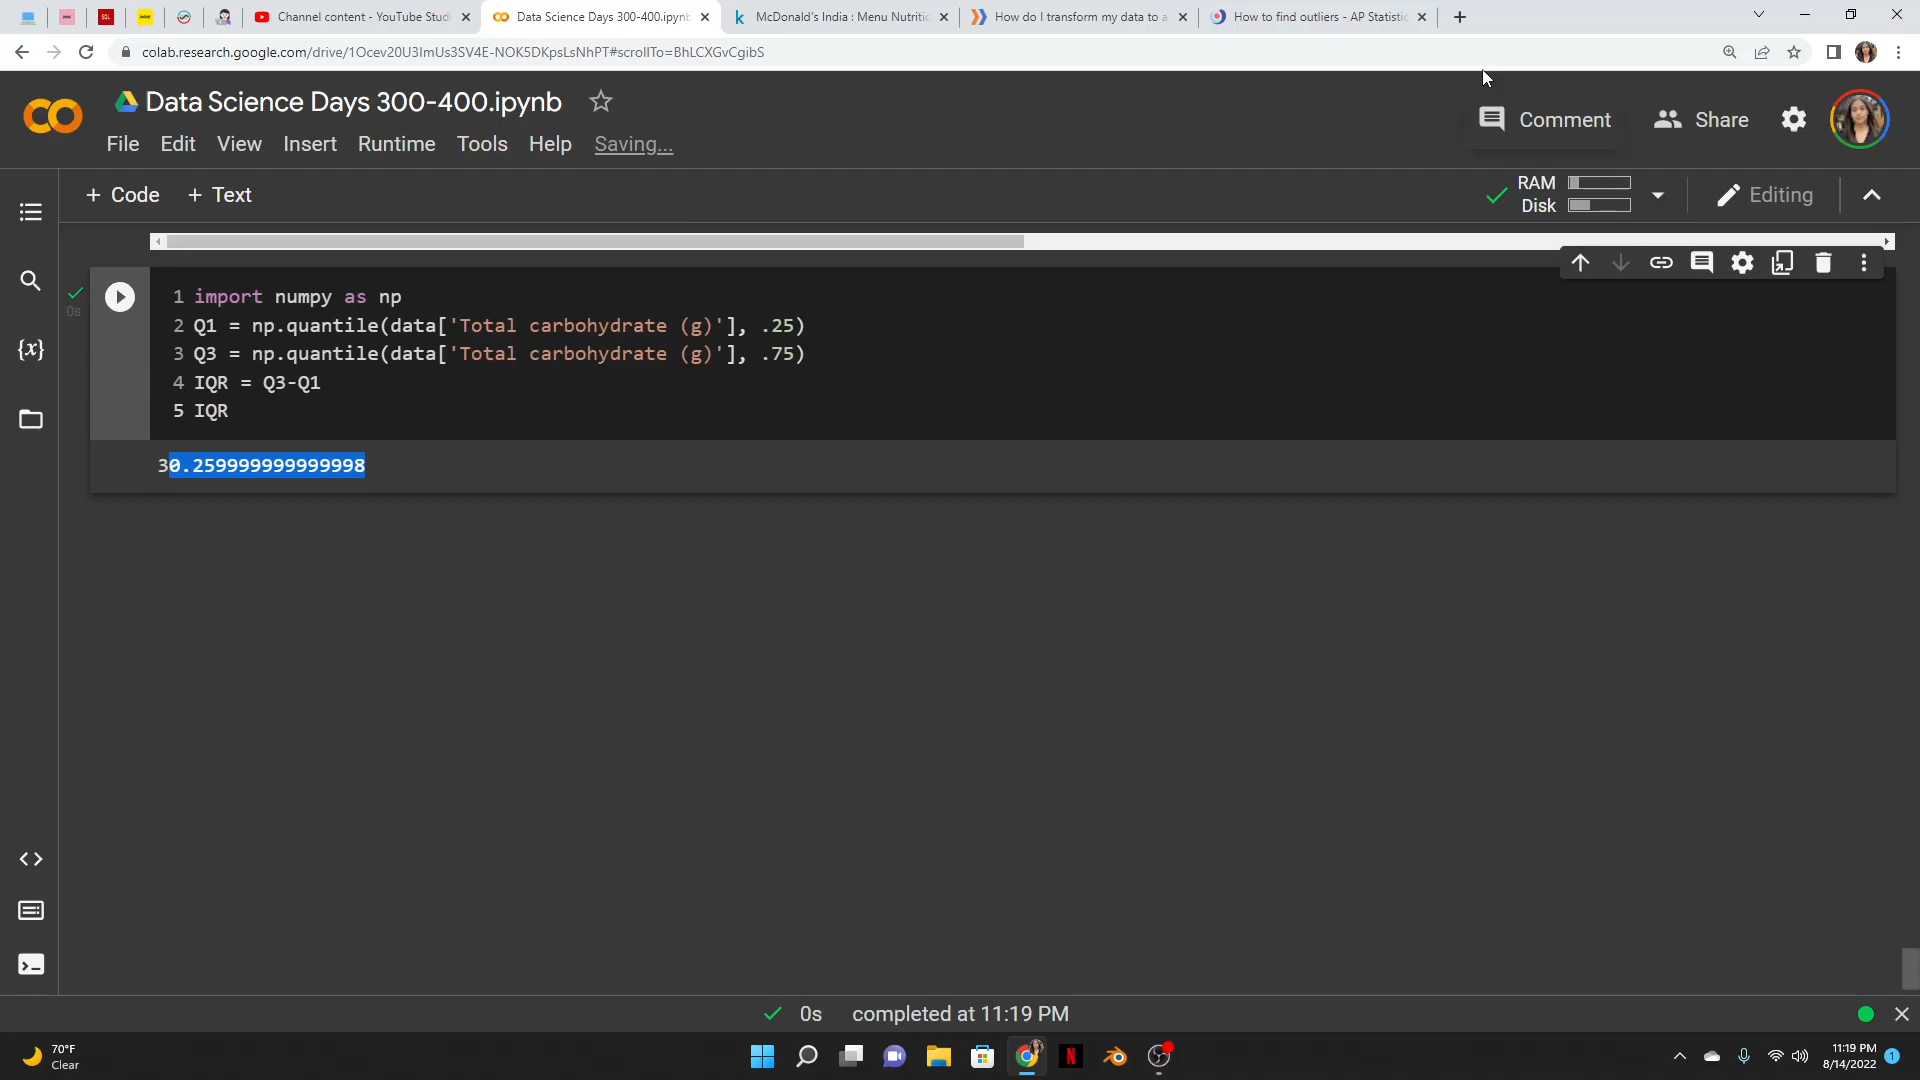 Channel content - YouTube Studi
Data Science Days 300-400.ipynb
McDonald's India : Menu Nutritio
How do I transform my data to a
How to find outliers - AP Statistic
colab.research.google.com/drive/1Ocev20U3ImUs3SV4E-NOK5DKpsLsNhPT#scrollTo=BhLCXGvCgibS
Data Science Days 300-400.ipynb
Comment
Share
File Edit View Insert Runtime Tools Help Saving...
+ Code + Text
RAM
Disk
Editing
0s
1 import numpy as np
2 Q1 = np.quantile(data['Total carbohydrate (g)'], .25)
3 Q3 = np.quantile(data['Total carbohydrate (g)'], .75)
4 IQR = Q3-Q1
5 IQR
30.259999999999998
{x}
0s completed at 11:19 PM
70°F
Clear
11:19 PM
8/14/2022
1